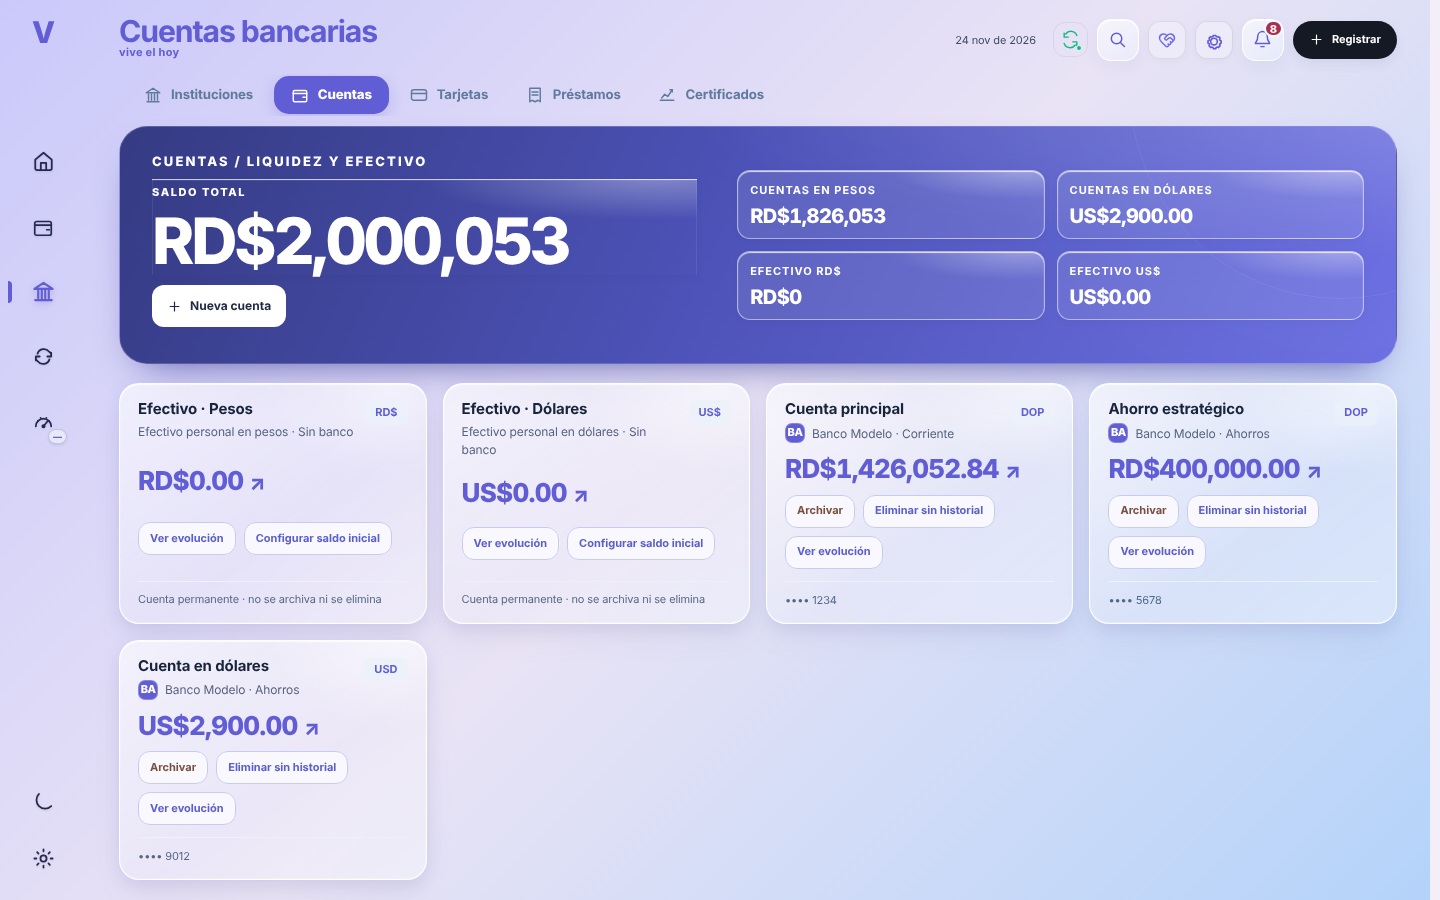 V
Cuentas bancarias
vive el hoy
24 nov de 2026
8
Registrar
Instituciones
Cuentas
Tarjetas
Préstamos
Certificados
CUENTAS / LIQUIDEZ Y EFECTIVO
SALDO TOTAL
RD$2,000,053
Nueva cuenta
CUENTAS EN PESOS
RD$1,826,053
CUENTAS EN DÓLARES
US$2,900.00
EFECTIVO RD$
RD$0
EFECTIVO US$
US$0.00
Efectivo · Pesos
RD$
Efectivo personal en pesos · Sin banco
RD$0.00
Ver evolución
Configurar saldo inicial
Cuenta permanente · no se archiva ni se elimina
Efectivo · Dólares
US$
Efectivo personal en dólares · Sin
banco
US$0.00
Ver evolución
Configurar saldo inicial
Cuenta permanente · no se archiva ni se elimina
Cuenta principal
DOP
BA Banco Modelo · Corriente
RD$1,426,052.84
Archivar
Eliminar sin historial
Ver evolución
•••• 1234
Ahorro estratégico
DOP
BA Banco Modelo · Ahorros
RD$400,000.00
Archivar
Eliminar sin historial
Ver evolución
•••• 5678
Cuenta en dólares
USD
BA Banco Modelo · Ahorros
US$2,900.00
Archivar
Eliminar sin historial
Ver evolución
•••• 9012